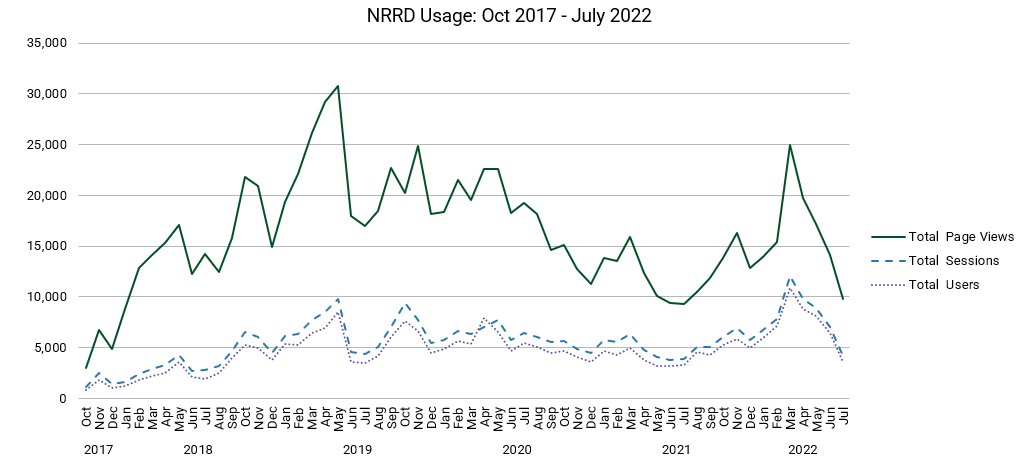 NRRD Usage: Oct 2017 - July 2022
35,000
30,000
25,000
20,000
15,000
10,000
5,000
0
Oct Nov Dec Jan Feb Mar Apr May Jun Jul Aug Sep Oct Nov Dec Jan Feb Mar Apr May Jun Jul Aug Sep Oct Nov Dec Jan Feb Mar Apr May Jun Jul Aug Sep Oct Nov Dec Jan Feb Mar Apr May Jun Jul Aug Sep Oct Nov Dec Jan Feb Mar Apr May Jun Jul
2017 2018 2019 2020 2021 2022
Total Page Views
Total Sessions
Total Users